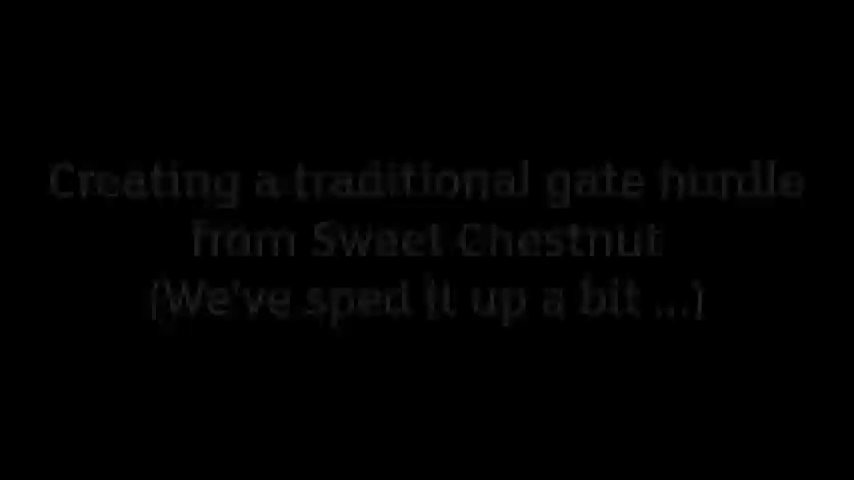 Creating a traditional gate hurdle
from Sweet Chestnut
(We've sped it up a bit ...)